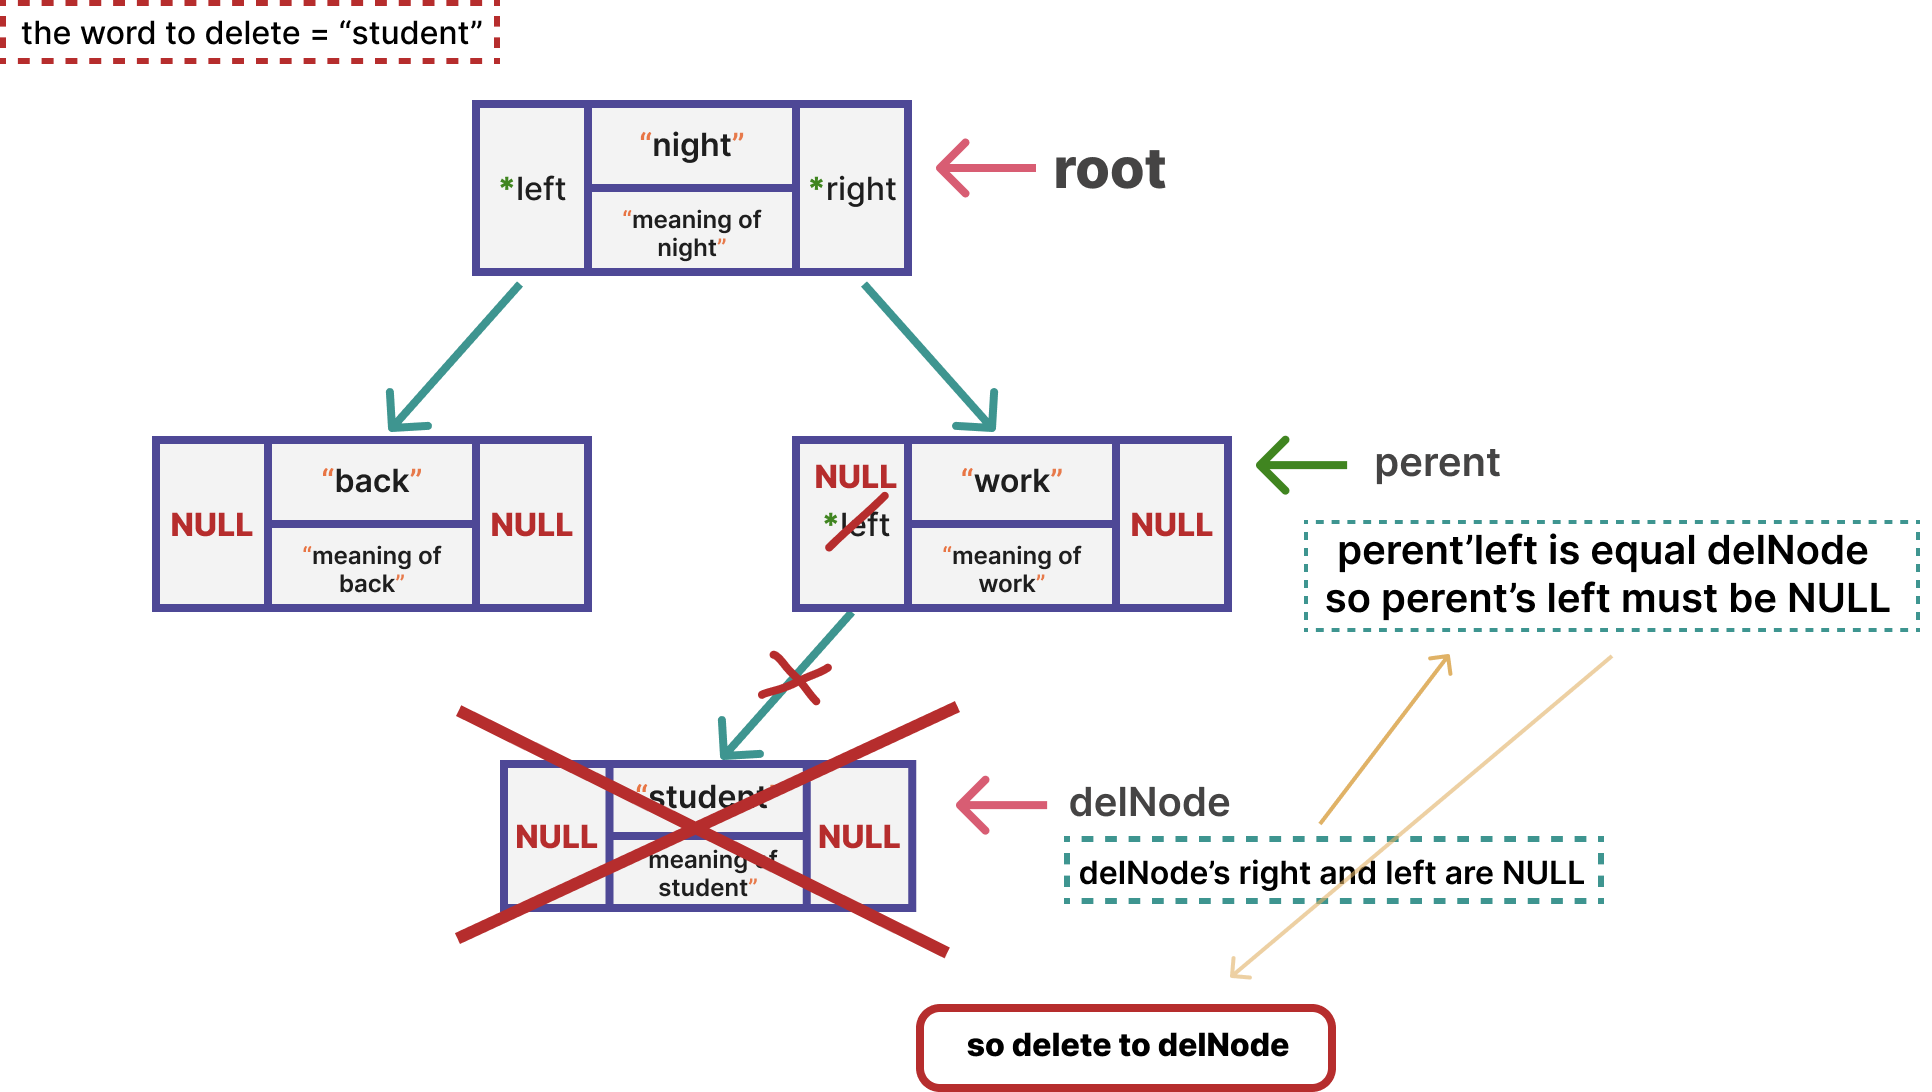 the word to delete = “student”
“night”
*left
*right
“meaning of
night”
root
“back”
NULL
NULL
“meaning of
back”
NULL
*left
“work”
NULL
“meaning of
work”
perent
perent’left is equal delNode
so perent’s left must be NULL
“student”
NULL
NULL
meaning of
student”
delNode
delNode’s right and left are NULL
so delete to delNode